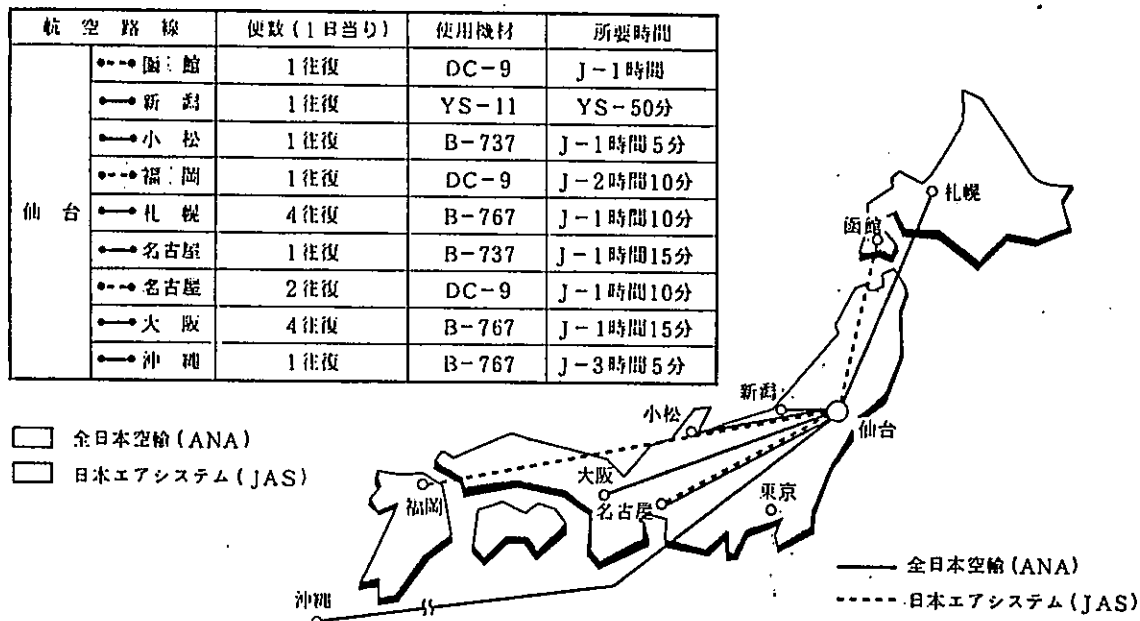 航空路線 便数(1日当り) 使用機材 所要時間
仙台
函館 1往復 DC-9 J-1時間
新潟 1往復 YS-11 YS-50分
小松 1往復 B-737 J-1時間5分
福岡 1往復 DC-9 J-2時間10分
札幌 4往復 B-767 J-1時間10分
名古屋 1往復 B-737 J-1時間15分
名古屋 2往復 DC-9 J-1時間10分
大阪 4往復 B-767 J-1時間15分
沖縄 1往復 B-767 J-3時間5分
全日本空輸(ANA)
日本エアシステム(JAS)
札幌
函館
新潟
小松
仙台
大阪
福岡
名古屋
東京
沖縄
全日本空輸(ANA)
日本エアシステム(JAS)